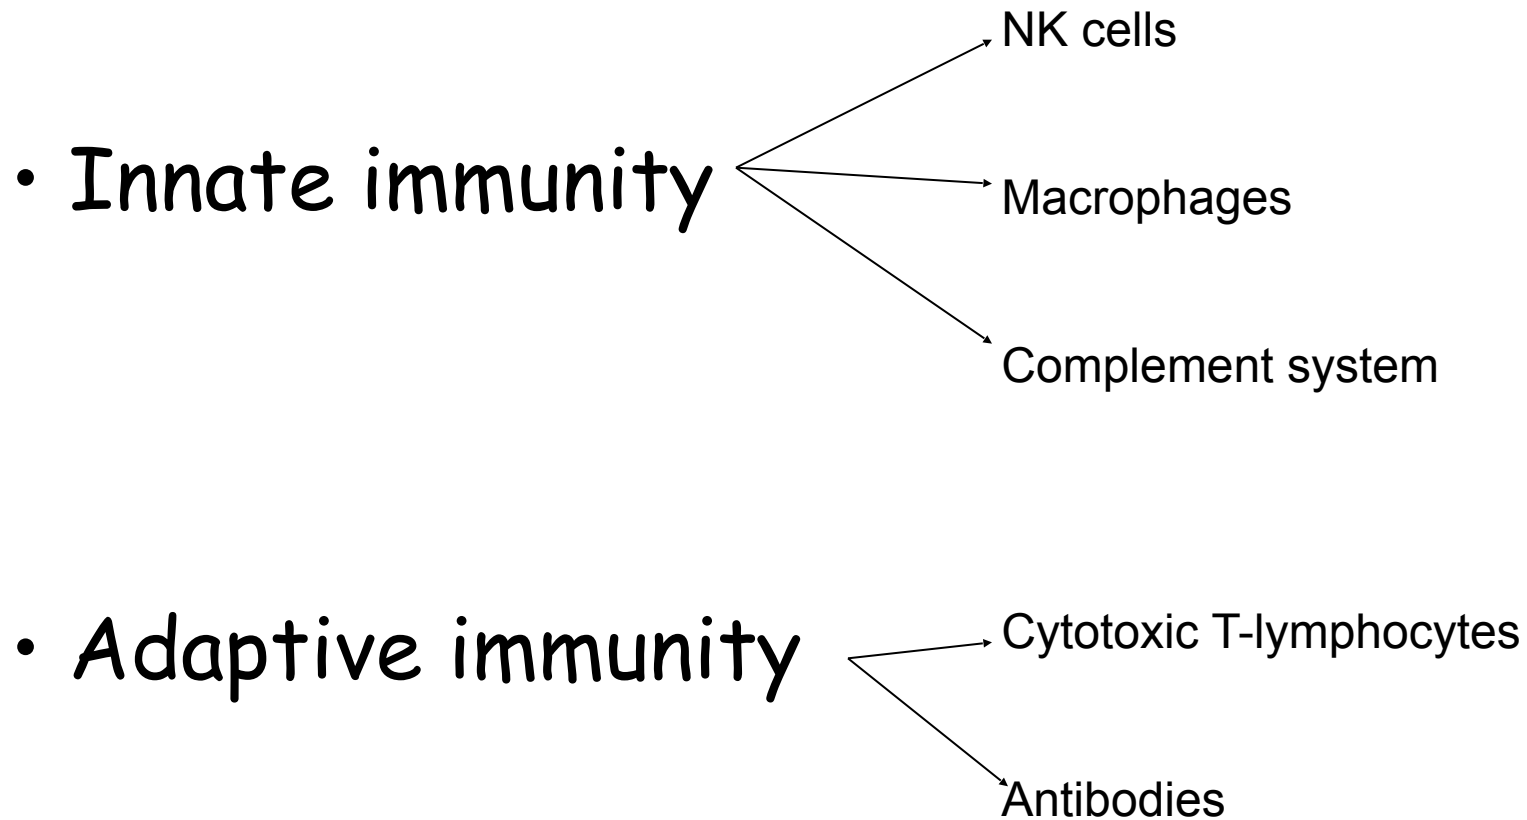 NK cells
• Innate immunity
Macrophages
Complement system
• Adaptive immunity
Cytotoxic T-lymphocytes
Antibodies